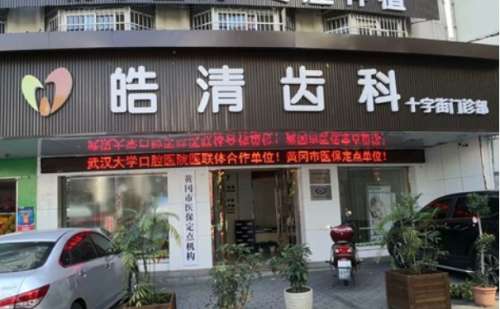 皓清齿科 十字街门诊部
武汉大学口腔医院医联体合作单位！黄冈市医保定点单位！
黄冈市医保定点机构